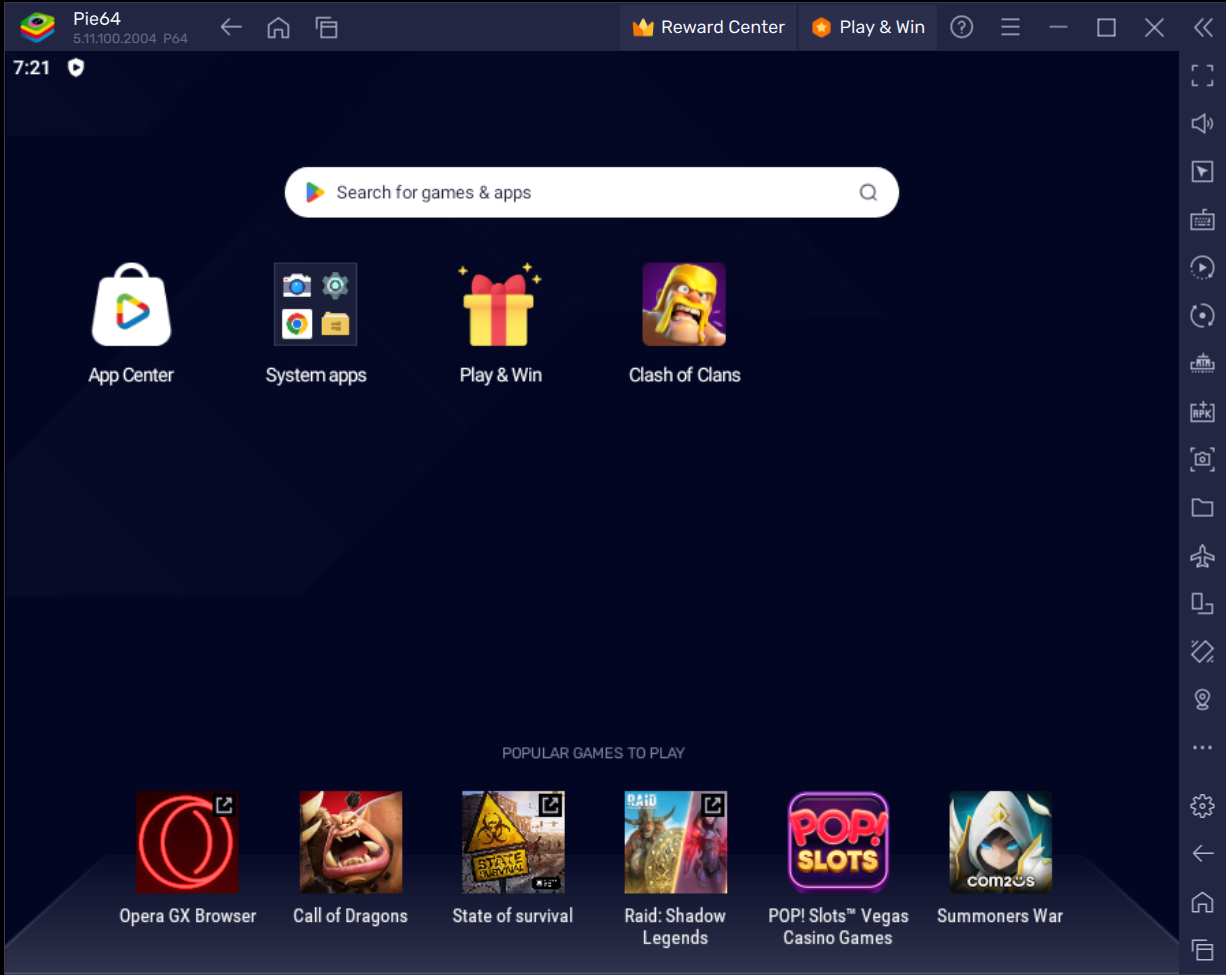 Pie64
5.11.100.2004 P64
Reward Center
Play & Win
7:21
Search for games & apps
App Center
System apps
Play & Win
Clash of Clans
MTM
APK
POPULAR GAMES TO PLAY
STATE
SURVIVAL
RAID
POP!
SLOTS
COM2US
Opera GX Browser
Call of Dragons
State of survival
Raid: Shadow
Legends
POP! Slots™ Vegas
Casino Games
Summoners War